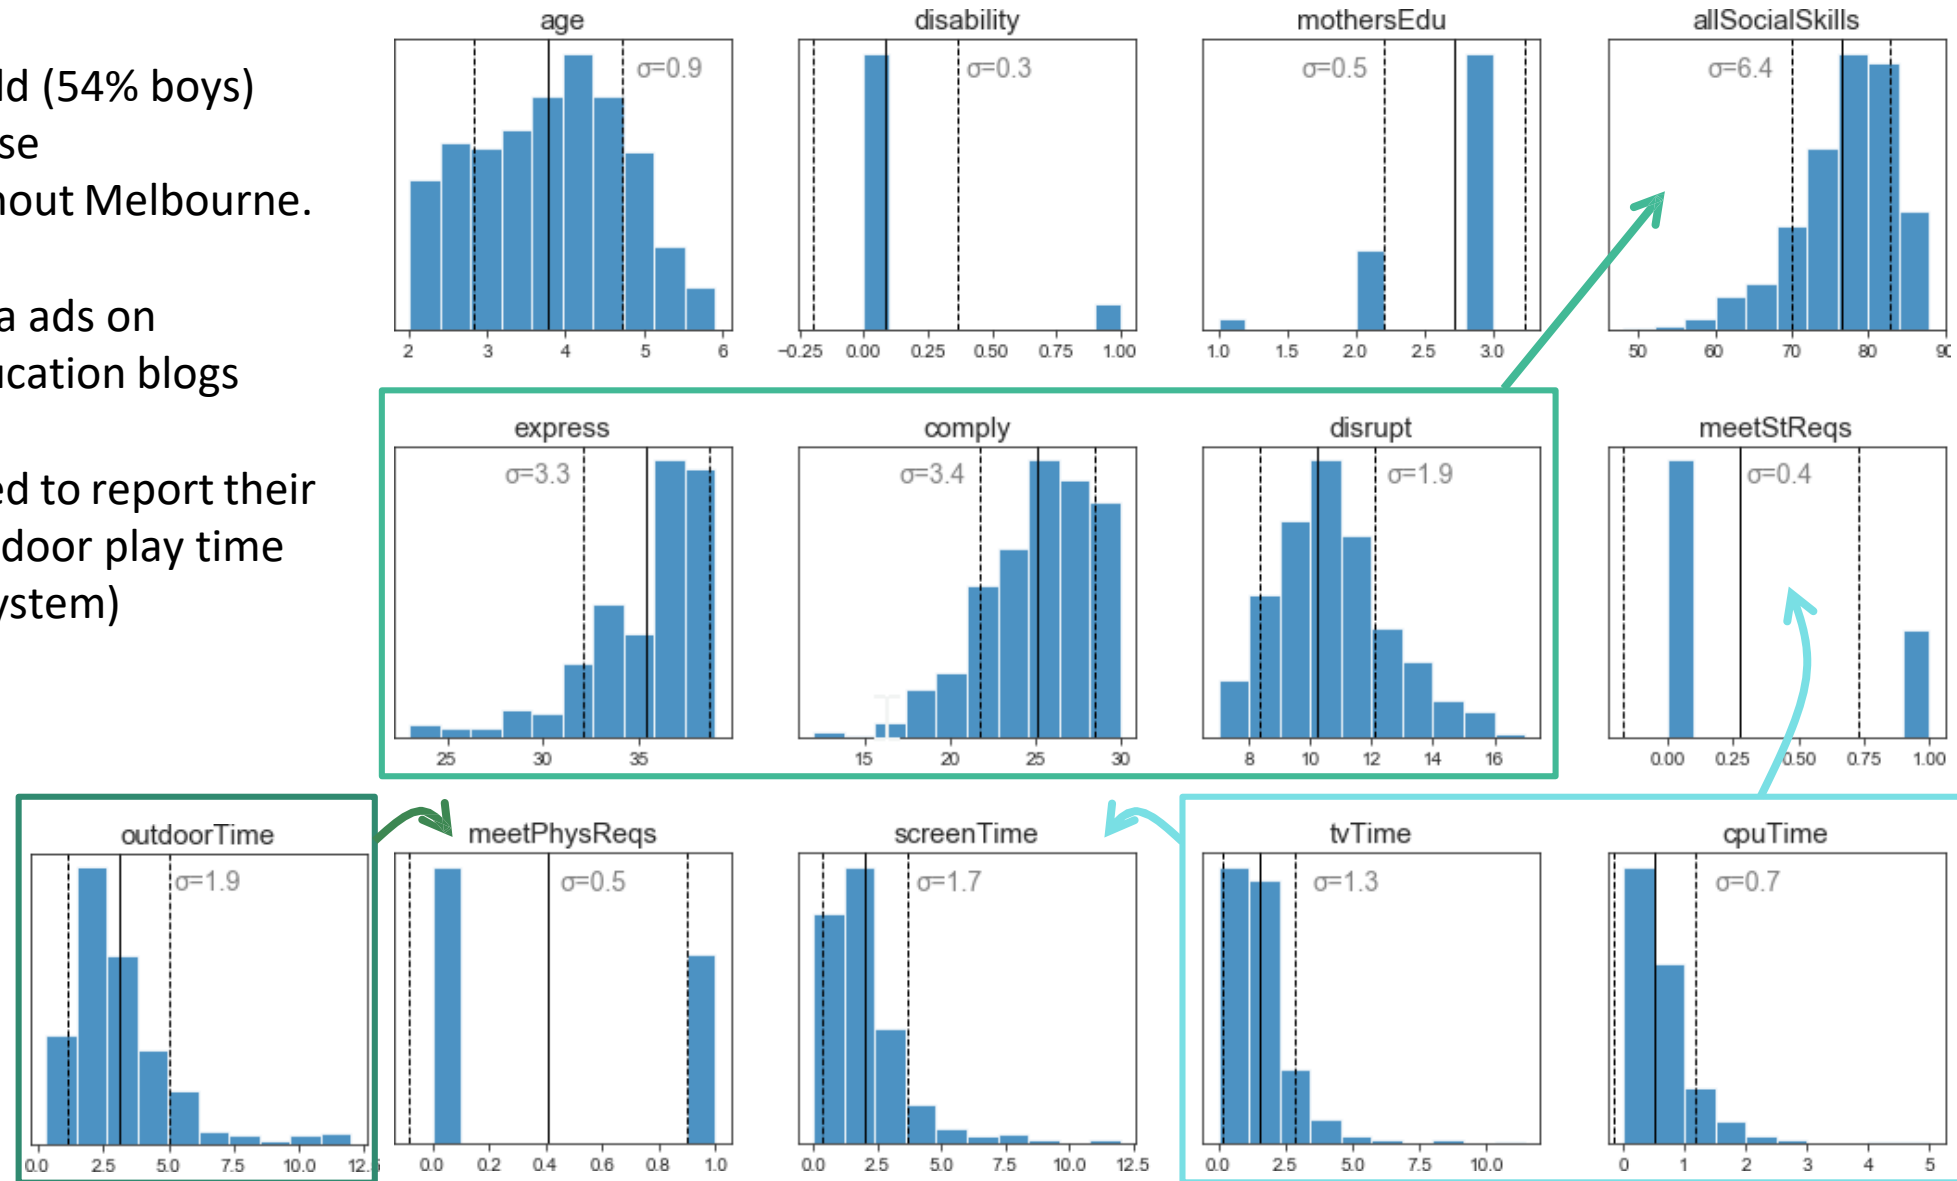 ld (54% boys)
se
nout Melbourne.
a ads on
ucation blogs
ed to report their
door play time
ystem)
age
σ=0.9
2 3 4 5 6
disability
σ=0.3
−0.25 0.00 0.25 0.50 0.75 1.00
mothersEdu
σ=0.5
1.0 1.5 2.0 2.5 3.0
allSocialSkills
σ=6.4
50 60 70 80 90
express
σ=3.3
25 30 35
comply
σ=3.4
15 20 25 30
disrupt
σ=1.9
8 10 12 14 16
meetStReqs
σ=0.4
0.00 0.25 0.50 0.75 1.00
outdoorTime
σ=1.9
0.0 2.5 5.0 7.5 10.0 12.5
meetPhysReqs
σ=0.5
0.0 0.2 0.4 0.6 0.8 1.0
screenTime
σ=1.7
0.0 2.5 5.0 7.5 10.0 12.5
tvTime
σ=1.3
0.0 2.5 5.0 7.5 10.0
cpuTime
σ=0.7
0 1 2 3 4 5